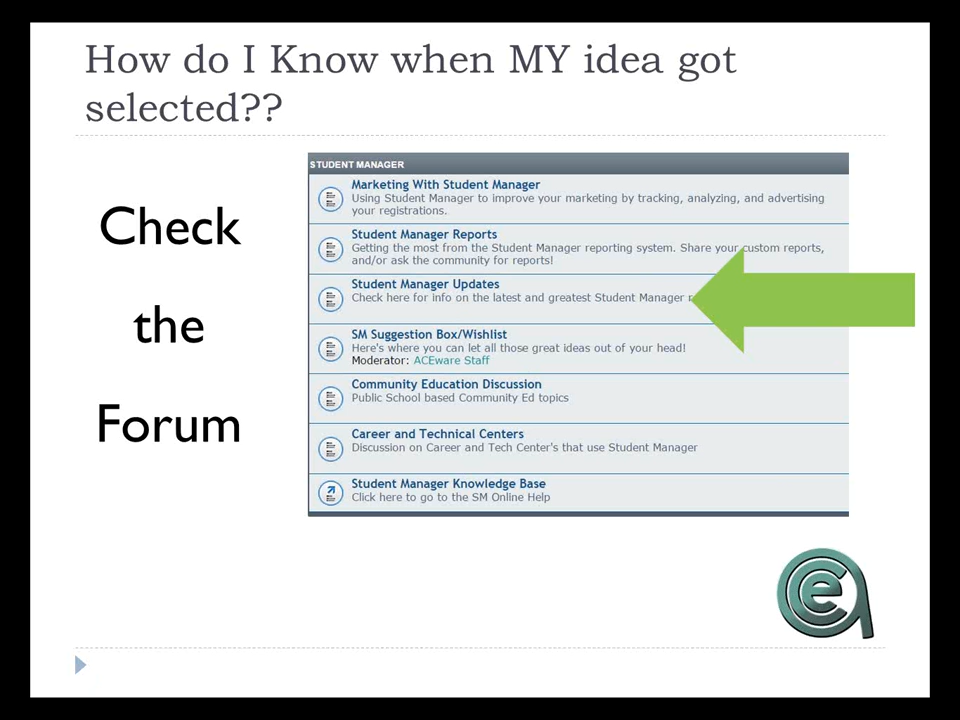 How do I Know when MY idea got
selected??
Check
the
Forum
STUDENT MANAGER
Marketing With Student Manager
Using Student Manager to improve your marketing by tracking, analyzing, and advertising
your registrations.
Student Manager Reports
Getting the most from the Student Manager reporting system. Share your custom reports,
and/or ask the community for reports!
Student Manager Updates
Check here for info on the latest and greatest Student Manager
SM Suggestion Box/Wishlist
Here's where you can let all those great ideas out of your head!
Moderator: ACEware Staff
Community Education Discussion
Public School based Community Ed topics
Career and Technical Centers
Discussion on Career and Tech Center's that use Student Manager
Student Manager Knowledge Base
Click here to go to the SM Online Help